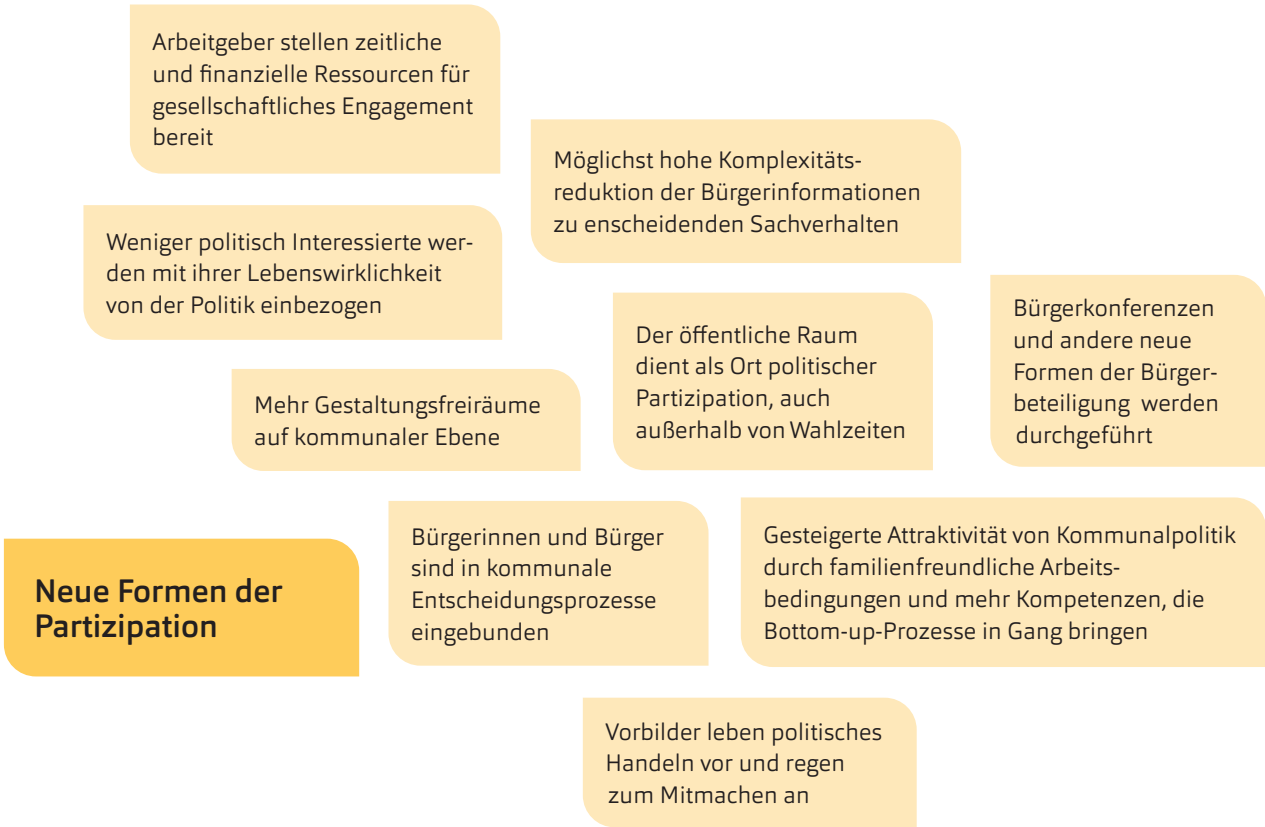 Arbeitgeber stellen zeitliche
und finanzielle Ressourcen für
gesellschaftliches Engagement
bereit
Möglichst hohe Komplexitäts-
reduktion der Bürgerinformationen
zu enscheidenden Sachverhalten
Weniger politisch Interessierte wer-
den mit ihrer Lebenswirklichkeit
von der Politik einbezogen
Der öffentliche Raum
dient als Ort politischer
Partizipation, auch
außerhalb von Wahlzeiten
Bürgerkonferenzen
und andere neue
Formen der Bürger-
beteiligung werden
durchgeführt
Mehr Gestaltungsfreiräume
auf kommunaler Ebene
Neue Formen der
Partizipation
Bürgerinnen und Bürger
sind in kommunale
Entscheidungsprozesse
eingebunden
Gesteigerte Attraktivität von Kommunalpolitik
durch familienfreundliche Arbeits-
bedingungen und mehr Kompetenzen, die
Bottom-up-Prozesse in Gang bringen
Vorbilder leben politisches
Handeln vor und regen
zum Mitmachen an